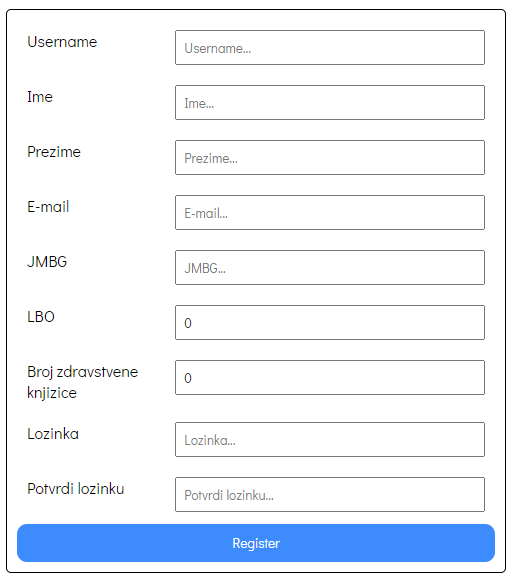 Username
Username...
Ime
Ime...
Prezime
Prezime...
E-mail
E-mail...
JMBG
JMBG...
LBO
0
Broj zdravstvene
knjizice
0
Lozinka
Lozinka...
Potvrdi lozinku
Potvrdi lozinku...
Register